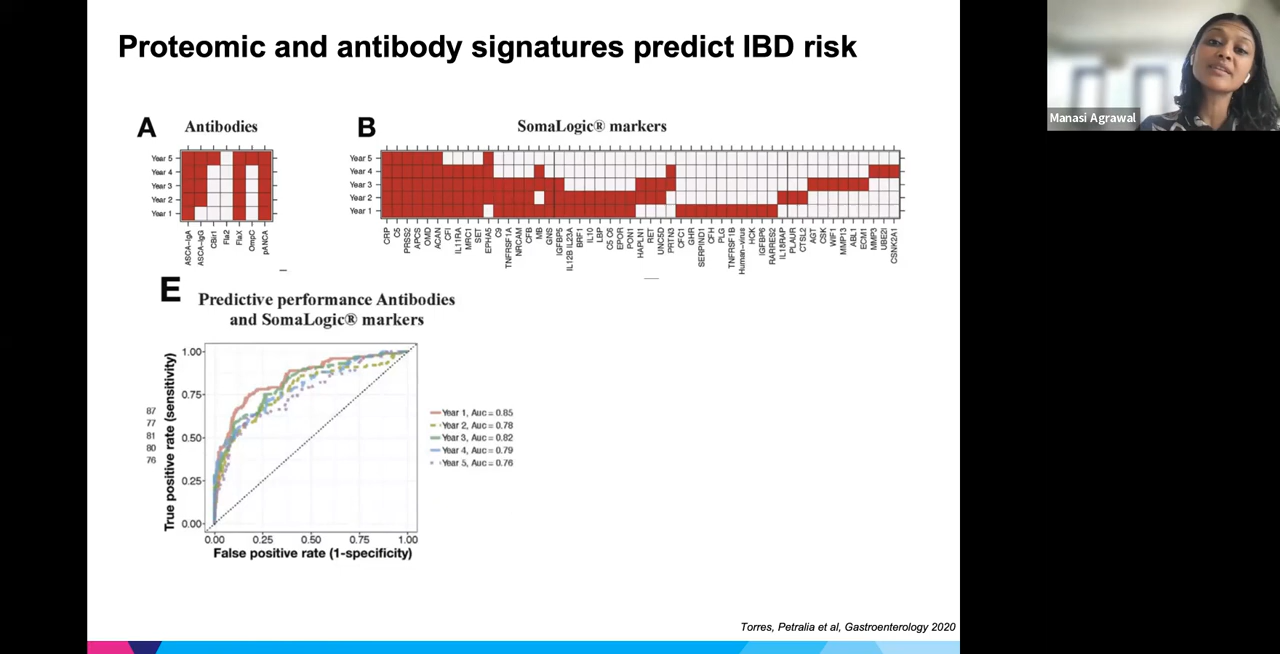 Proteomic and antibody signatures predict IBD risk
Manasi Agrawal
A
Antibodies
Year 5
Year 4
Year 3
Year 2
Year 1
ASCA-IgA
ASCA-IgG
CBir1
Fla2
FlaX
OmpC
pANCA
B
SomaLogic® markers
Year 5
Year 4
Year 3
Year 2
Year 1
CRP
C5
PRSS2
APCS
OMD
ACAN
CFI
IL11RA
MRC1
SET
EPHA5
C9
TNFRSF1A
NRCAM
CFB
MB
GNS
IGFBP5
IL12B IL23A
BRF1
IL10
LBP
C5 C6
EPOR
PON1
HAPLN1
RET
UNC5D
PRTN3
CFC1
GHR
SERPIND1
CFH
PLG
TNFRSF1B
Human-virus
HCK
IGFBP6
RARRES2
IL18RAP
PLAUR
CTSL2
AGT
CSK
WIF1
MMP13
ABL1
ECM1
MMP3
UBE2I
CSNK2A1
E
Predictive performance Antibodies
and SomaLogic® markers
87
77
81
80
76
True positive rate (sensitivity)
1.00
0.75
0.50
0.25
0.00
0.00 0.25 0.50 0.75 1.00
False positive rate (1-specificity)
Year 1, Auc = 0.85
Year 2, Auc = 0.78
Year 3, Auc = 0.82
Year 4, Auc = 0.79
Year 5, Auc = 0.76
Torres, Petralia et al, Gastroenterology 2020